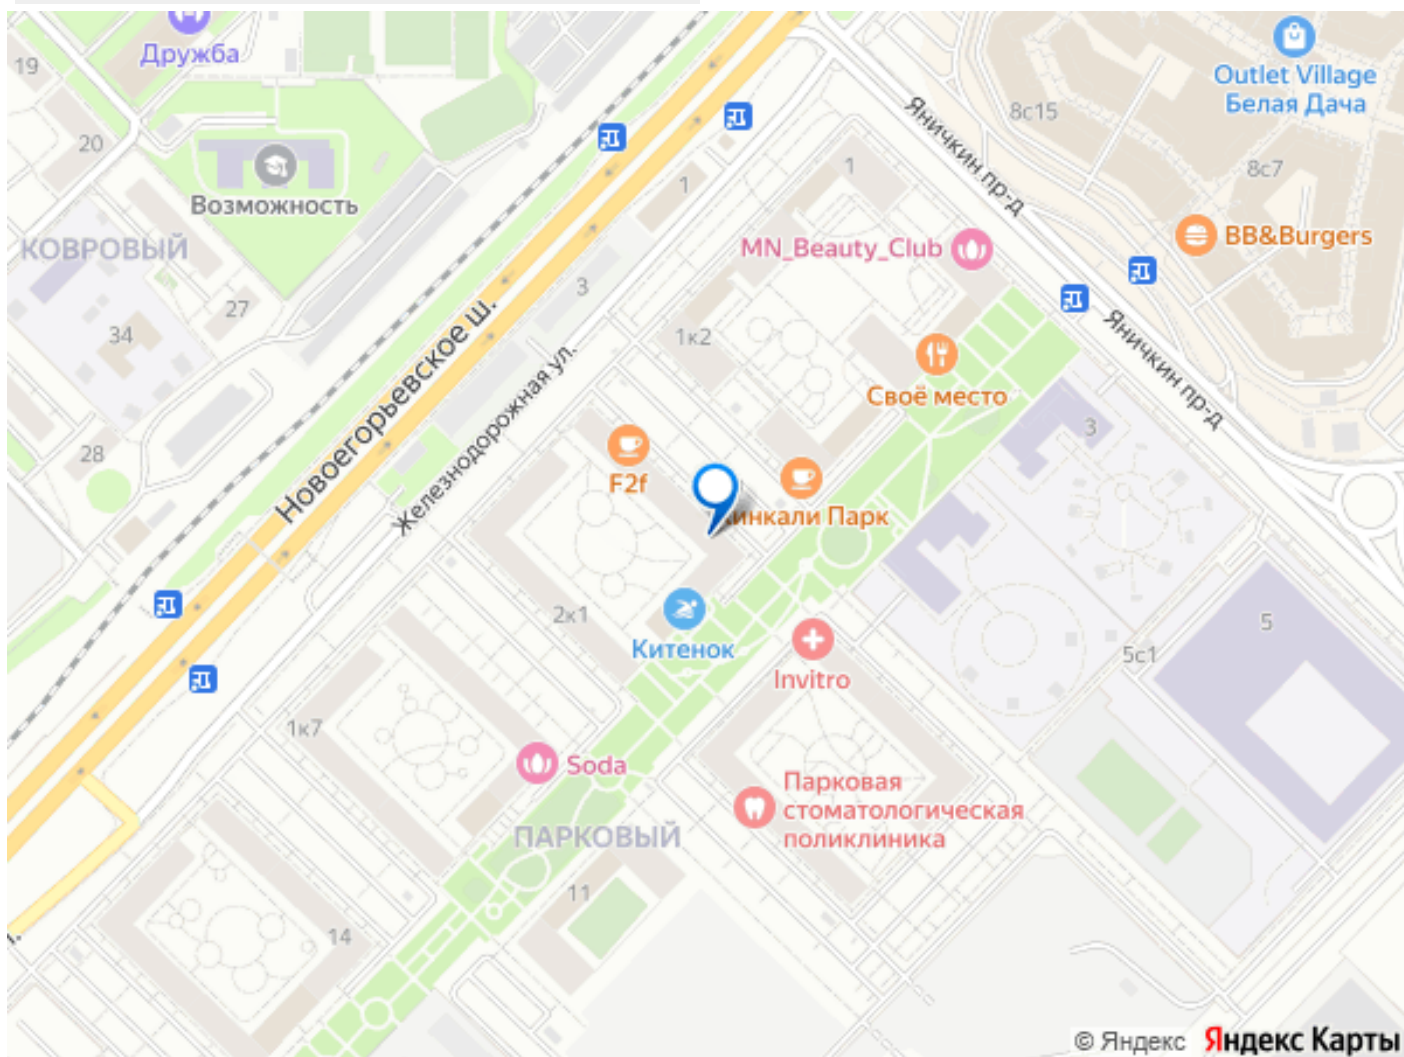 Дружба
19
20
Возможность
КОВРОВЫЙ
27
34
28
Новоегорьевское ш.
Железнодорожная ул.
1
3
1
1к2
MN_Beauty_Club
Яничкин пр-д
Outlet Village
Белая Дача
8с15
8с7
BB&Burgers
Яничкин пр-д
Своё место
3
F2f
инкали Парк
2к1
Китенок
Invitro
5
5с1
1к7
Soda
Парковая
стоматологическая
поликлиника
ПАРКОВЫЙ
11
14
© Яндекс Яндекс Карты